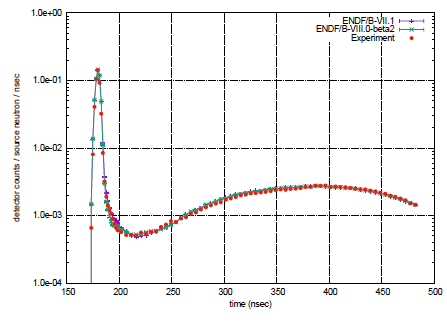 1.0e+00
ENDF/B-VII.1
ENDF/B-VIII.0-beta2
Experiment
1.0e-01
1.0e-02
1.0e-03
1.0e-04
detector counts / source neutron / nsec
150 200 250 300 350 400 450 500
time (nsec)